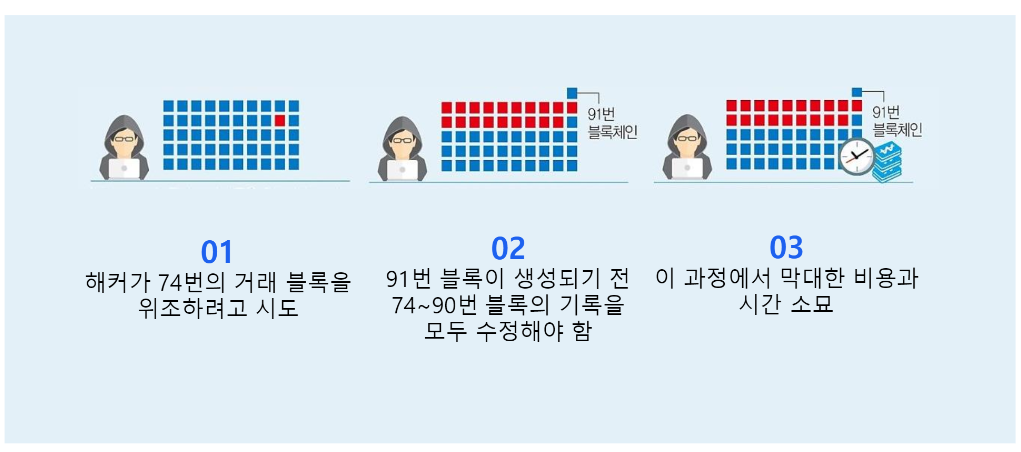 91번
블록체인
91번
블록체인
01
해커가 74번의 거래 블록을
위조하려고 시도
02
91번 블록이 생성되기 전
74~90번 블록의 기록을
모두 수정해야 함
03
이 과정에서 막대한 비용과
시간 소묘